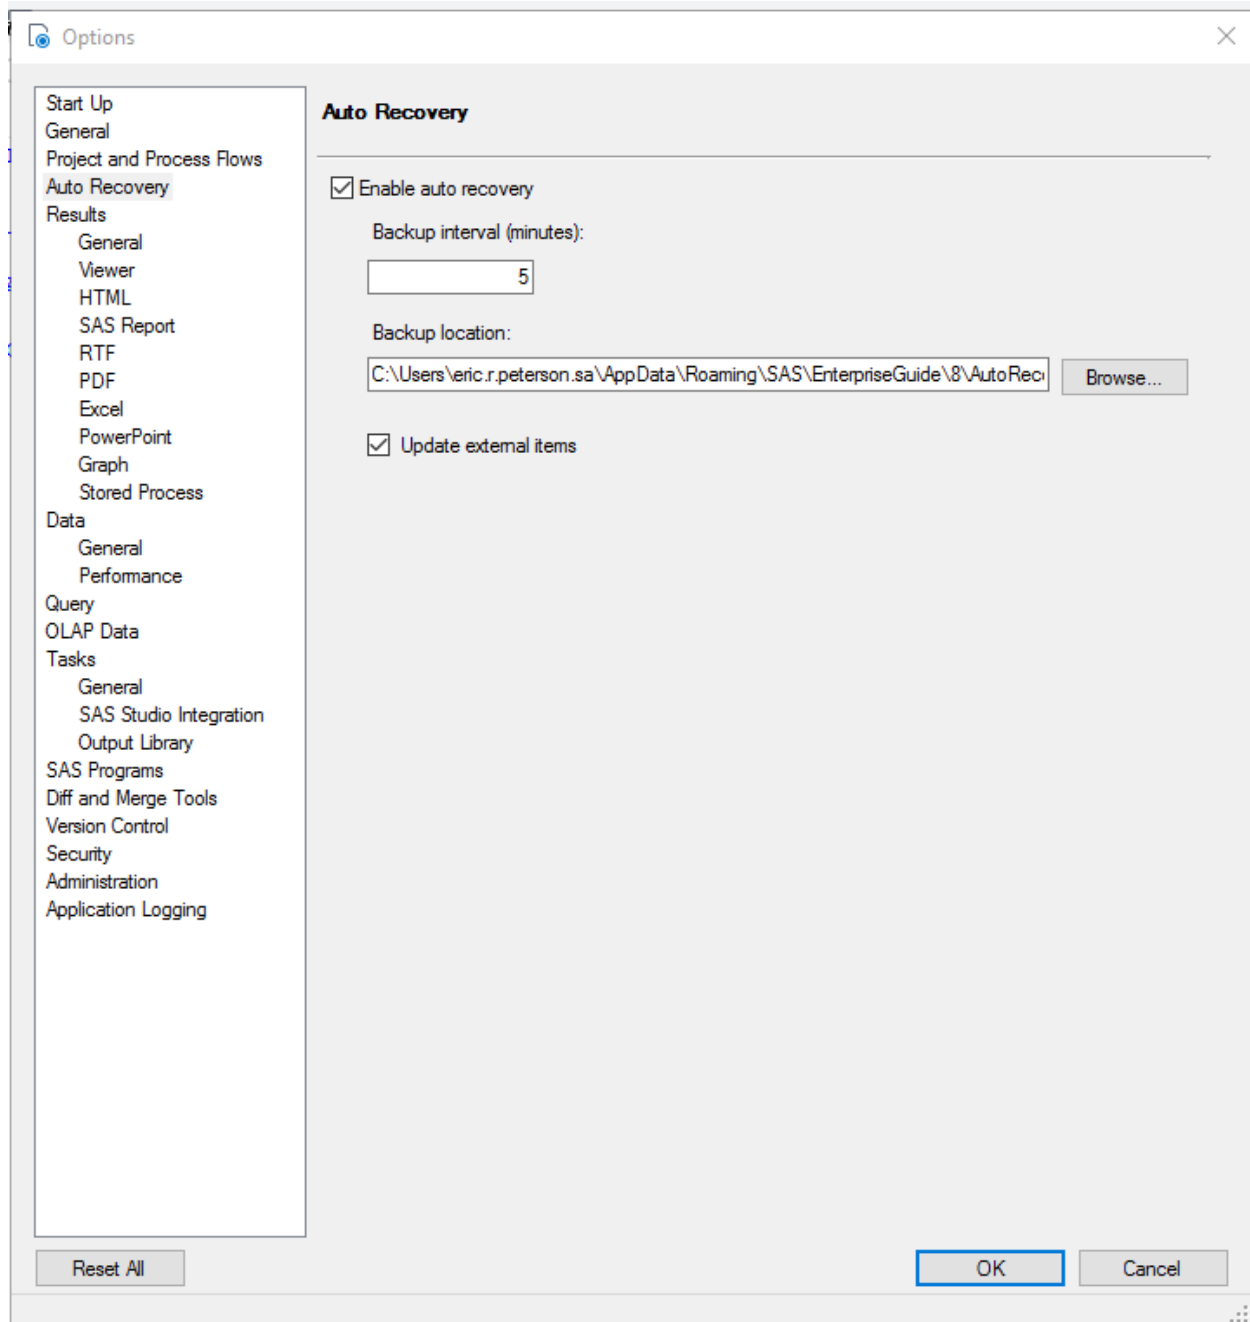 Options
Start Up
General
Project and Process Flows
Auto Recovery
Results
General
Viewer
HTML
SAS Report
RTF
PDF
Excel
PowerPoint
Graph
Stored Process
Data
General
Performance
Query
OLAP Data
Tasks
General
SAS Studio Integration
Output Library
SAS Programs
Diff and Merge Tools
Version Control
Security
Administration
Application Logging
Auto Recovery
Enable auto recovery
Backup interval (minutes):
5
Backup location:
C:\Users\eric.r.peterson.sa\AppData\Roaming\SAS\EnterpriseGuide\8\AutoRec
Browse...
Update external items
Reset All
OK
Cancel